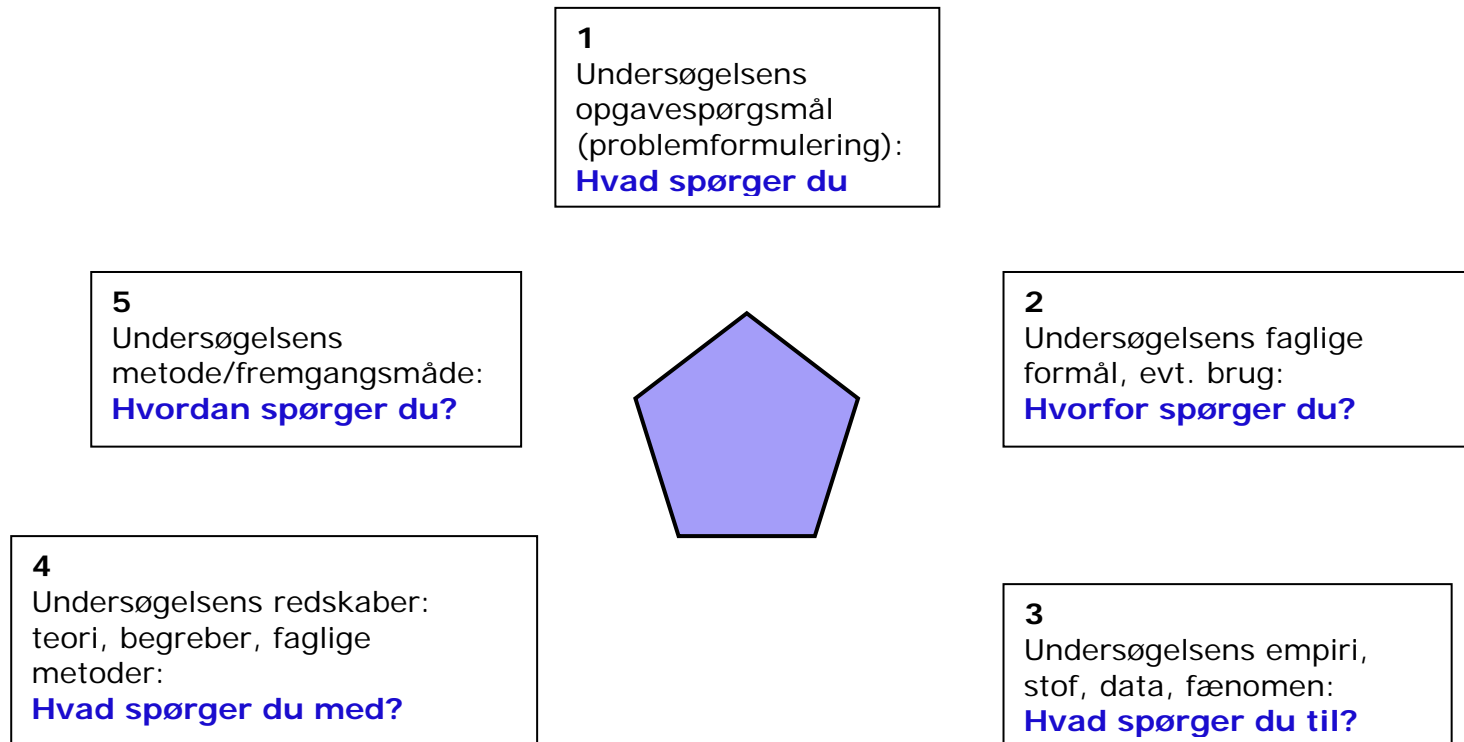 1
Undersøgelsens
opgavespørgsmål
(problemformulering):
Hvad spørger du
5
Undersøgelsens
metode/fremgangsmåde:
Hvordan spørger du?
2
Undersøgelsens faglige
formål, evt. brug:
Hvorfor spørger du?
4
Undersøgelsens redskaber:
teori, begreber, faglige
metoder:
Hvad spørger du med?
3
Undersøgelsens empiri,
stof, data, fænomen:
Hvad spørger du til?